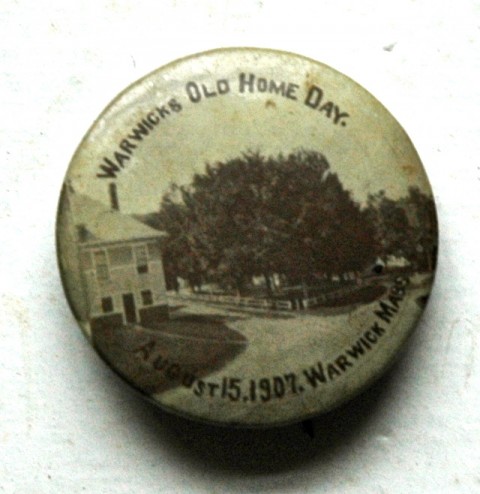 WARWICKS OLD HOME DAY.
AUGUST 15, 1907. WARWICK MASS